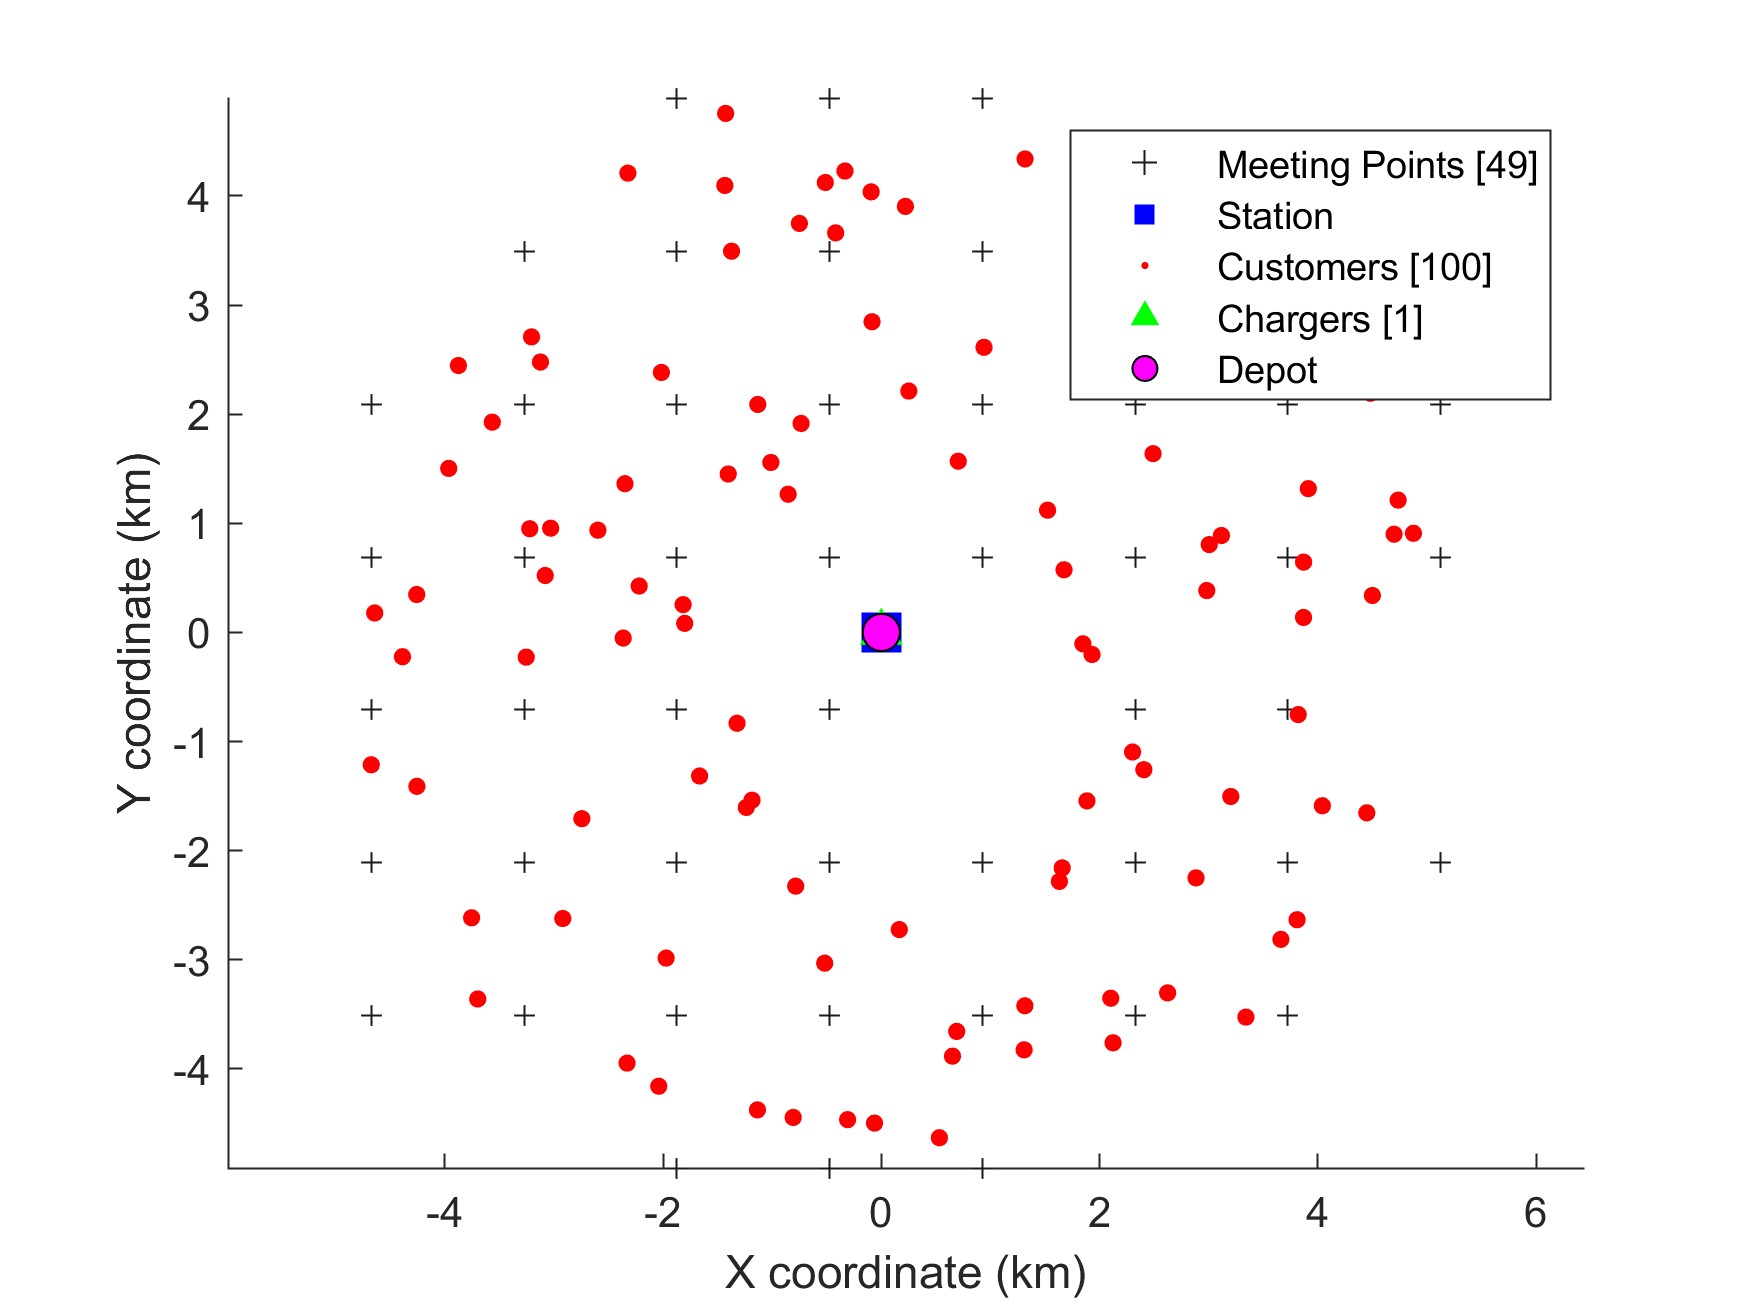 Meeting Points [49]
Station
Customers [100]
Chargers [1]
Depot
4
3
2
1
0
-1
-2
-3
-4
Y coordinate (km)
-4
-2
0
2
4
6
X coordinate (km)